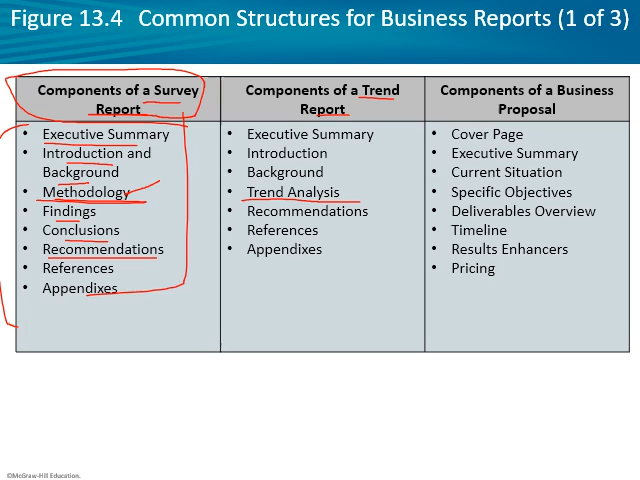 Figure 13.4 Common Structures for Business Reports (1 of 3)
Components of a Survey
Report
• Executive Summary
• Introduction and
Background
• Methodology
• Findings
• Conclusions
• Recommendations
• References
• Appendixes
Components of a Trend
Report
• Executive Summary
• Introduction
• Background
• Trend Analysis
• Recommendations
• References
• Appendixes
Components of a Business
Proposal
• Cover Page
• Executive Summary
• Current Situation
• Specific Objectives
• Deliverables Overview
• Timeline
• Results Enhancers
• Pricing
©McGraw-Hill Education.